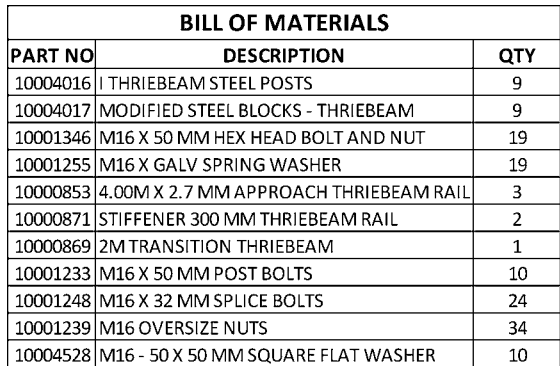 BILL OF MATERIALS
PART NO DESCRIPTION QTY
10004016 I THRIEBEAM STEEL POSTS 9
10004017 MODIFIED STEEL BLOCKS - THRIEBEAM 9
10001346 M16 X 50 MM HEX HEAD BOLT AND NUT 19
10001255 M16 X GALV SPRING WASHER 19
10000853 4.00M X 2.7 MM APPROACH THRIEBEAM RAIL 3
10000871 STIFFENER 300 MM THRIEBEAM RAIL 2
10000869 2M TRANSITION THRIEBEAM 1
10001233 M16 X 50 MM POST BOLTS 10
10001248 M16 X 32 MM SPLICE BOLTS 24
10001239 M16 OVERSIZE NUTS 34
10004528 M16 - 50 X 50 MM SQUARE FLAT WASHER 10